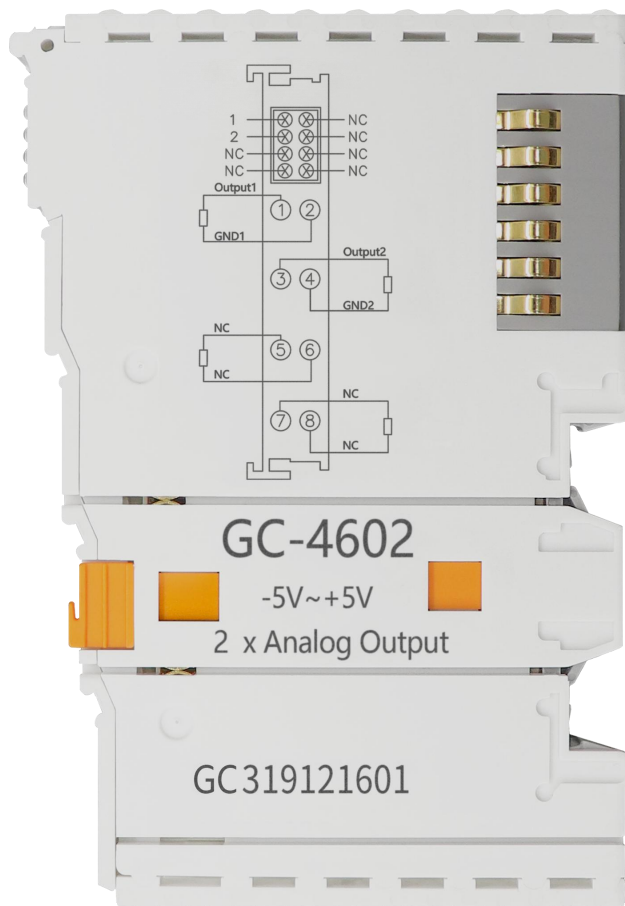 1 NC
2 NC
NC NC
NC NC
Output1
1 2
GND1
Output2
3 4
GND2
NC
5 6
NC
NC
7 8
NC
GC-4602
-5V~+5V
2 x Analog Output
GC319121601